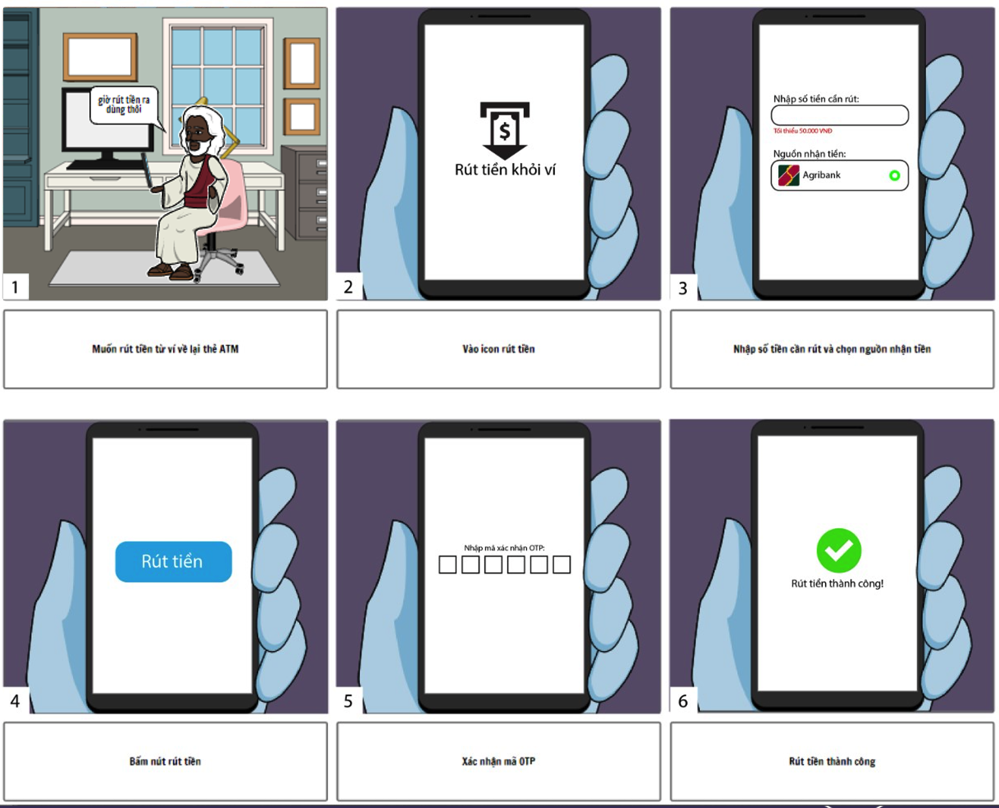 giờ rút tiền ra
dùng thôi
1
Rút tiền khỏi ví
2
Nhập số tiền cần rút:
Tối thiểu 50.000 VNĐ
Nguồn nhận tiền:
Agribank
3
Muốn rút tiền từ ví về lại thẻ ATM
Vào icon rút tiền
Nhập số tiền cần rút và chọn nguồn nhận tiền
Rút tiền
4
Nhập mã xác nhận OTP:
5
Rút tiền thành công!
6
Bấm nút rút tiền
Xác nhận mã OTP
Rút tiền thành công